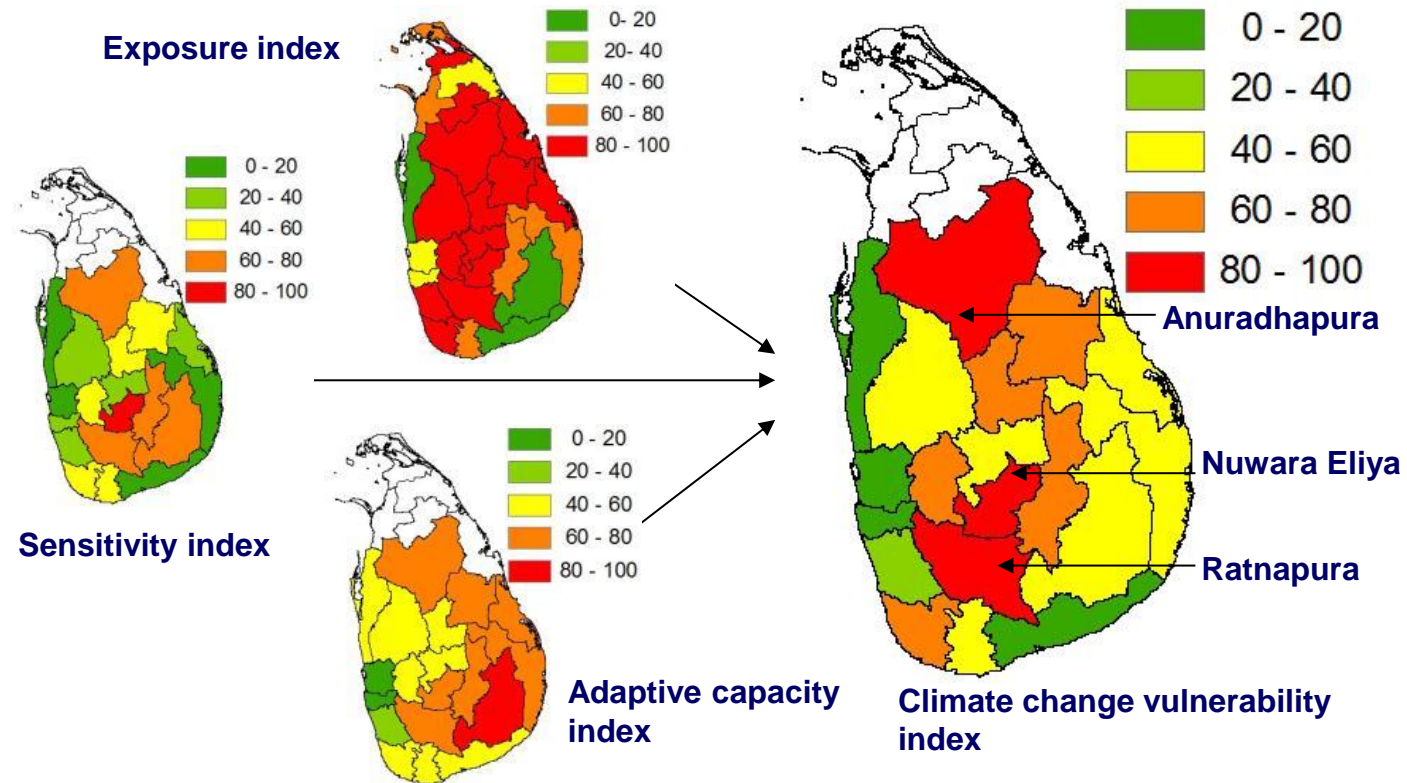 Exposure index
0- 20
20- 40
40 - 60
60 - 80
80 - 100
0 - 20
20 - 40
40 - 60
60 - 80
80 - 100
Sensitivity index
0 - 20
20 - 40
40 - 60
60 - 80
80 - 100
Adaptive capacity
index
0 - 20
20 - 40
40 - 60
60 - 80
80 - 100
Anuradhapura
Nuwara Eliya
Ratnapura
Climate change vulnerability
index